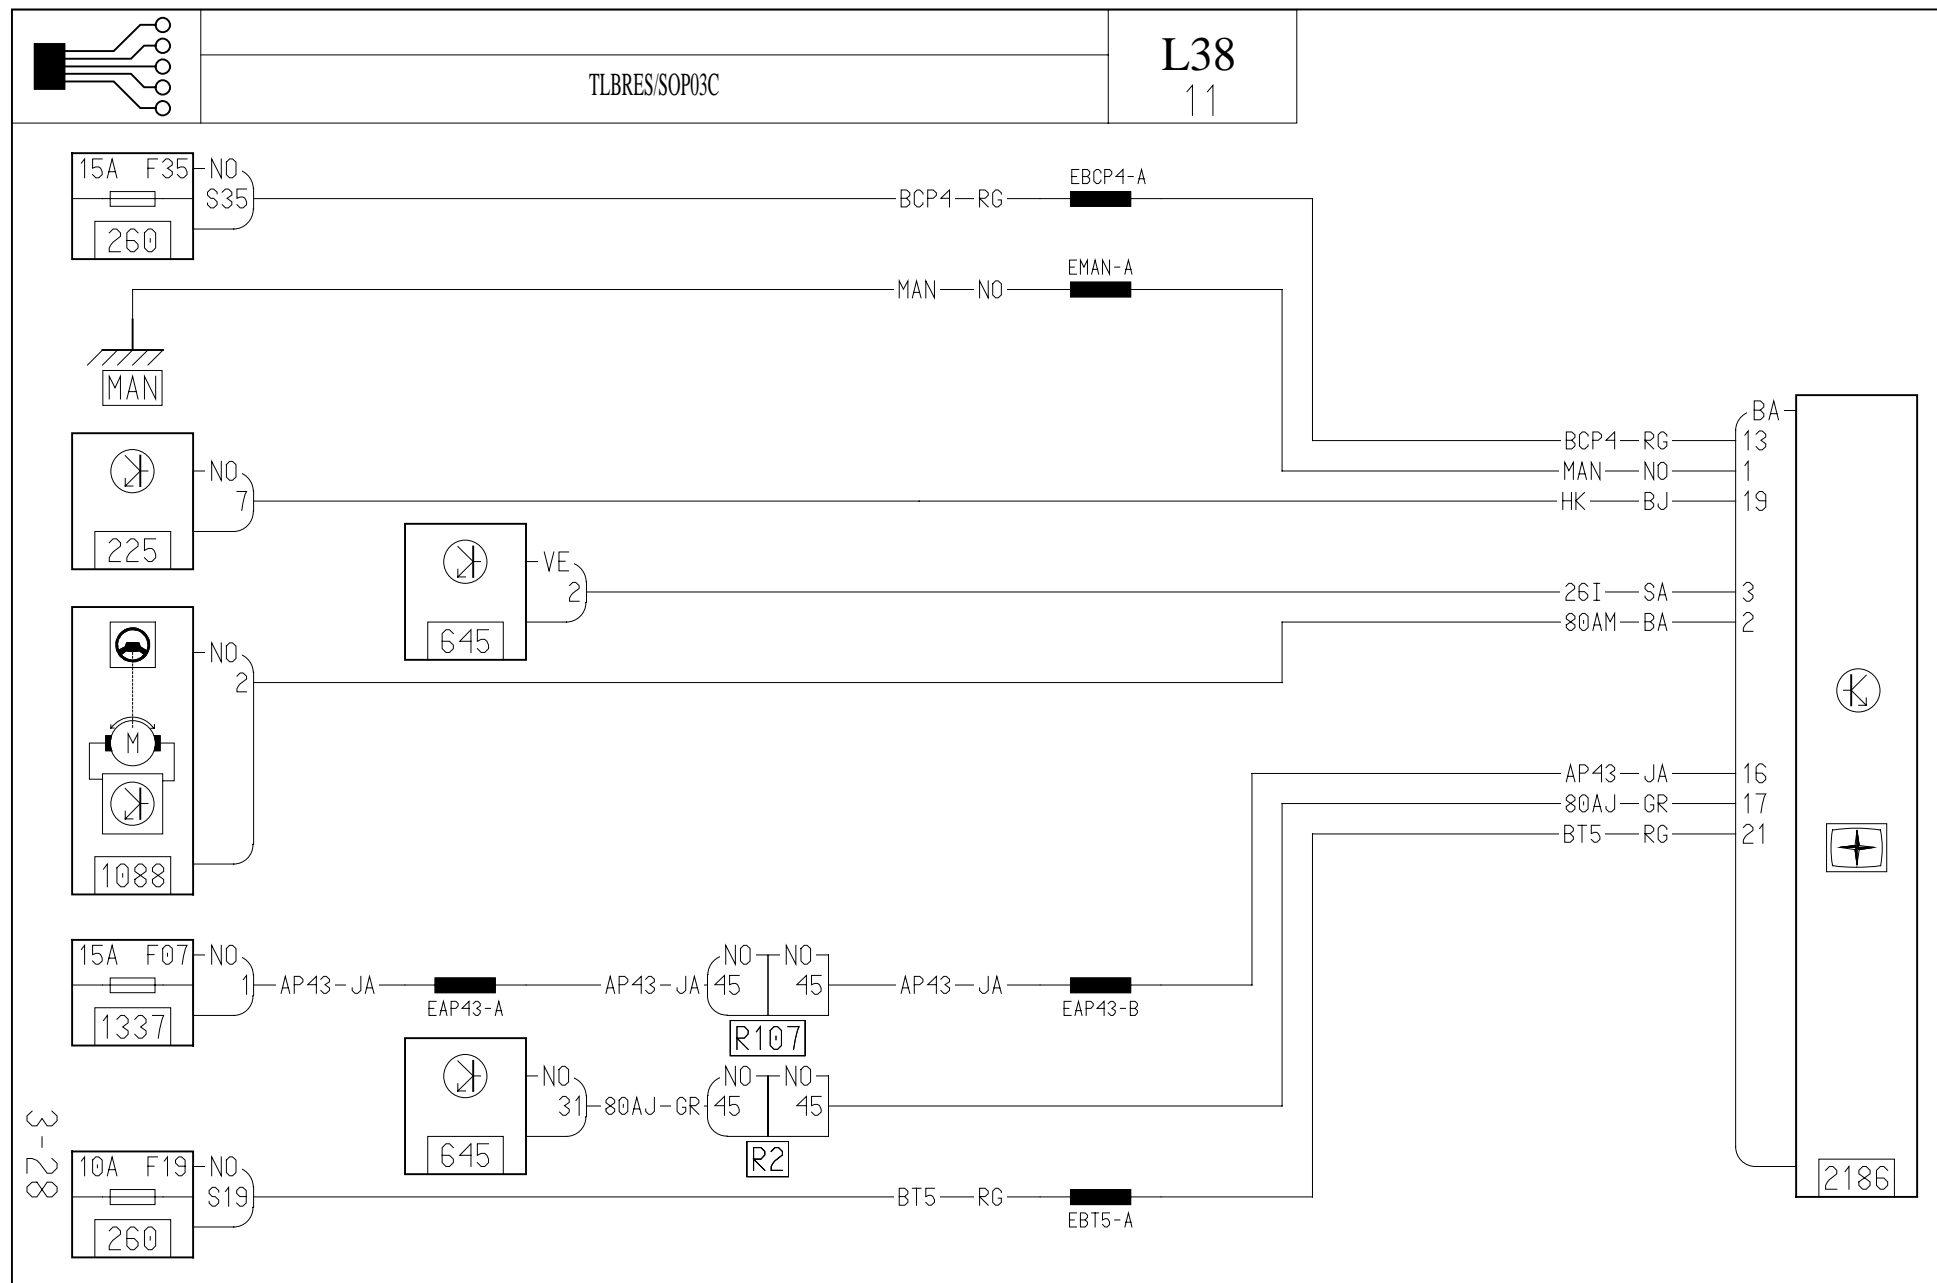 TLBRES/SOP03C
L38
11
15A F35 NO
S35
260
BCP4 RG
EBCP4-A
EMAN-A
MAN NO
MAN
BA
BCP4 RG 13
MAN NO 1
HK BJ 19
NO
7
225
VE
2
645
26I SA 3
80AM BA 2
NO
2
M
1088
AP43 JA 16
80AJ GR 17
BT5 RG 21
15A F07 NO
1
1337
AP43 JA
EAP43-A
AP43 JA
NO NO
45 45
R107
AP43 JA
EAP43-B
NO
31
645
80AJ GR
NO NO
45 45
R2
3-28
10A F19 NO
S19
260
BT5 RG
EBT5-A
2186